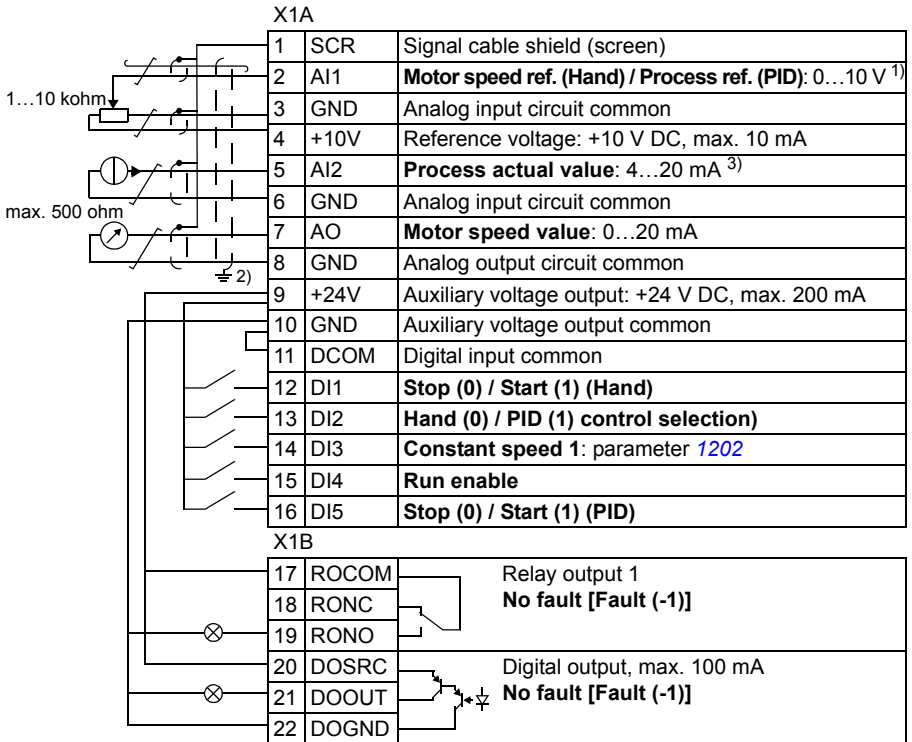 X1A
1 SCR Signal cable shield (screen)
2 AI1 Motor speed ref. (Hand) / Process ref. (PID): 0…10 V 1)
1…10 kohm
3 GND Analog input circuit common
4 +10V Reference voltage: +10 V DC, max. 10 mA
5 AI2 Process actual value: 4…20 mA 3)
6 GND Analog input circuit common
max. 500 ohm
7 AO Motor speed value: 0…20 mA
8 GND Analog output circuit common
2)
9 +24V Auxiliary voltage output: +24 V DC, max. 200 mA
10 GND Auxiliary voltage output common
11 DCOM Digital input common
12 DI1 Stop (0) / Start (1) (Hand)
13 DI2 Hand (0) / PID (1) control selection)
14 DI3 Constant speed 1: parameter 1202
15 DI4 Run enable
16 DI5 Stop (0) / Start (1) (PID)
X1B
17 ROCOM Relay output 1
18 RONC No fault [Fault (-1)]
19 RONO
20 DOSRC Digital output, max. 100 mA
21 DOOUT No fault [Fault (-1)]
22 DOGND